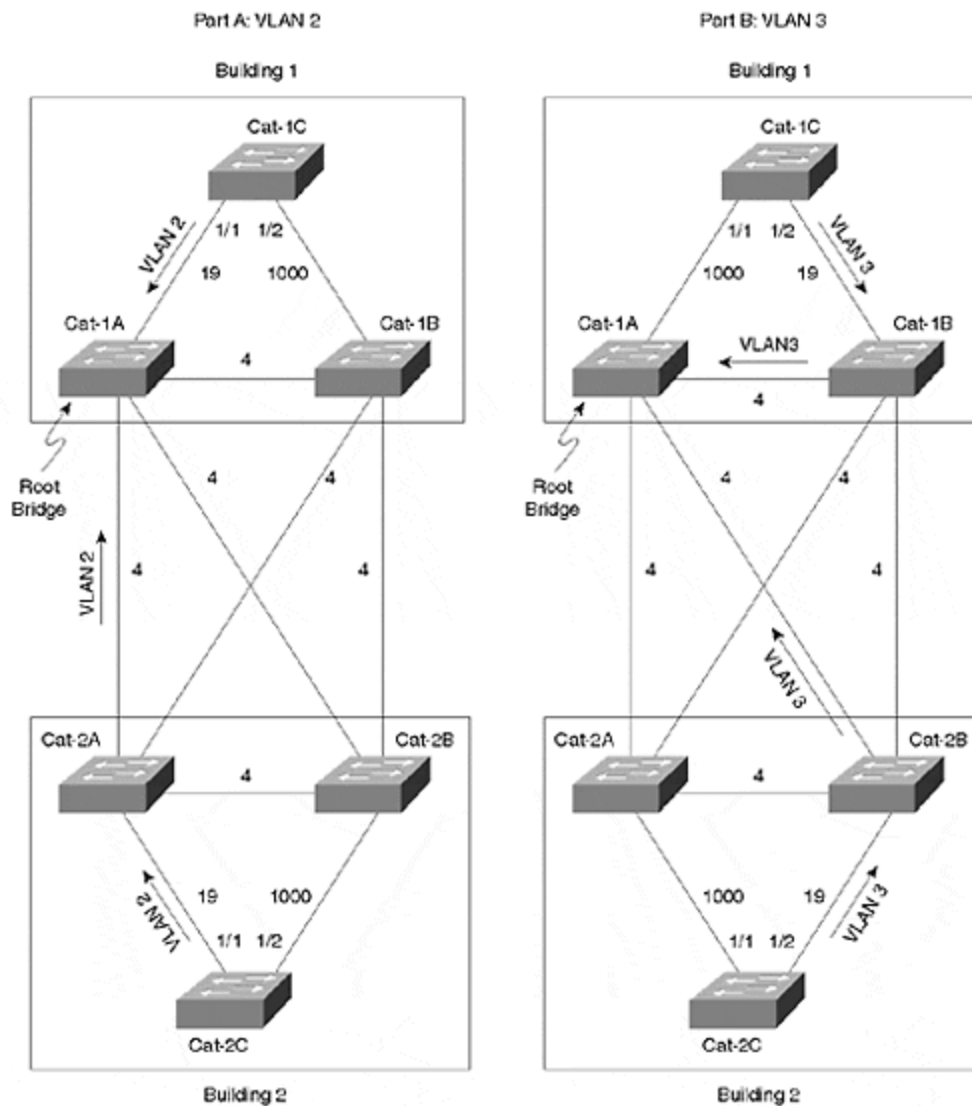 Part A: VLAN 2
Building 1
Cat-1C
VLAN 2
1/1 1/2
19
1000
Cat-1A
Cat-1B
4
Root
Bridge
4
4
VLAN 2
4
4
Cat-2A
Cat-2B
4
VLAN 2
19
1000
1/1 1/2
Cat-2C
Building 2
Part B: VLAN 3
Building 1
Cat-1C
1/1 1/2
VLAN 3
1000
19
Cat-1A
Cat-1B
VLAN3
4
Root
Bridge
4
4
4
4
VLAN 3
Cat-2A
Cat-2B
4
1000
19
VLAN 3
1/1 1/2
Cat-2C
Building 2